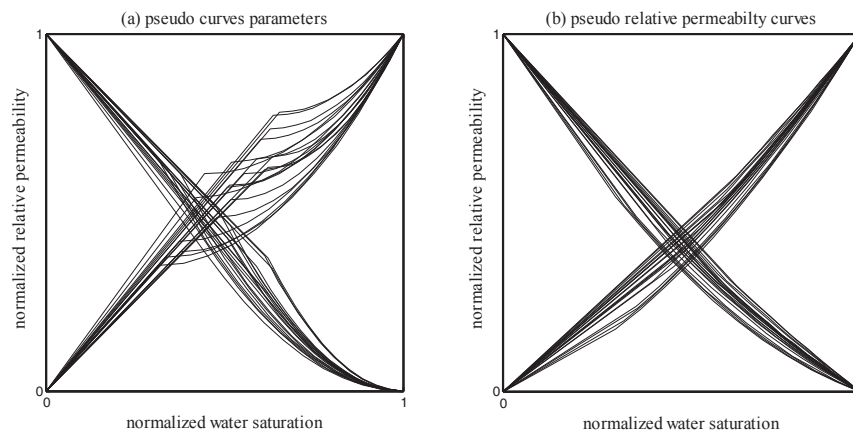 (a) pseudo curves parameters
1
normalized relative permeability
0
0
1
normalized water saturation
(b) pseudo relative permeabilty curves
1
normalized relative permeability
0
0
normalized water saturation